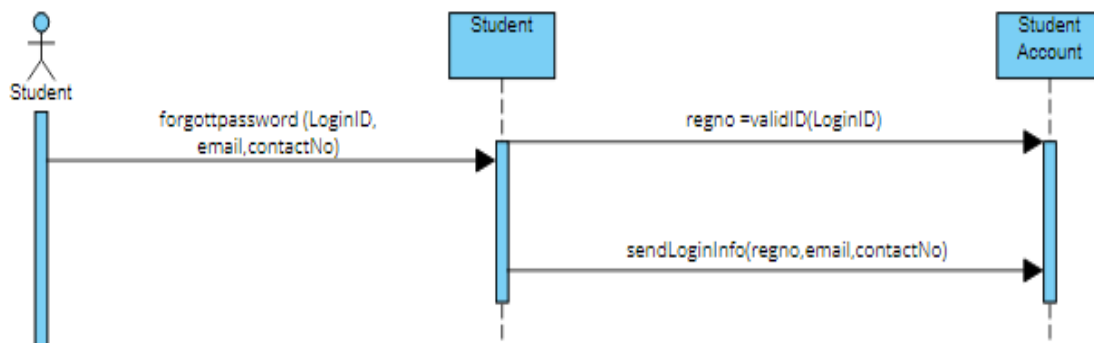 Student
Student
Student
Account
forgottpassword (LoginID,
email,contactNo)
regno =validID(LoginID)
sendLoginInfo(regno,email,contactNo)